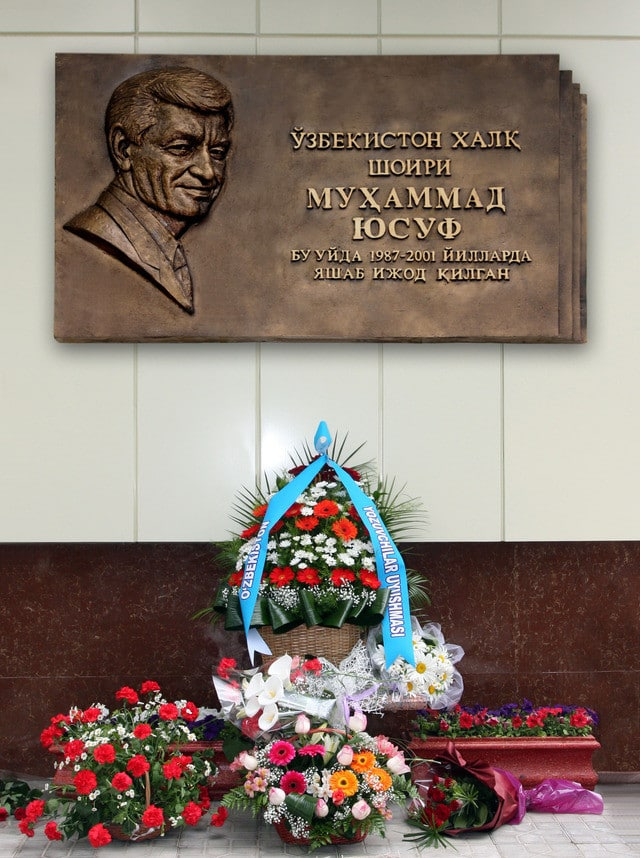 ЎЗБЕКИСТОН ХАЛҚ
ШОИРИ
МУҲАММАД
ЮСУФ
БУ УЙДА 1987-2001 ЙИЛЛАРДА
ЯШАБ ИЖОД ҚИЛГАН
O'ZBEKISTON
YOZUVCHILAR UYUSHMASI